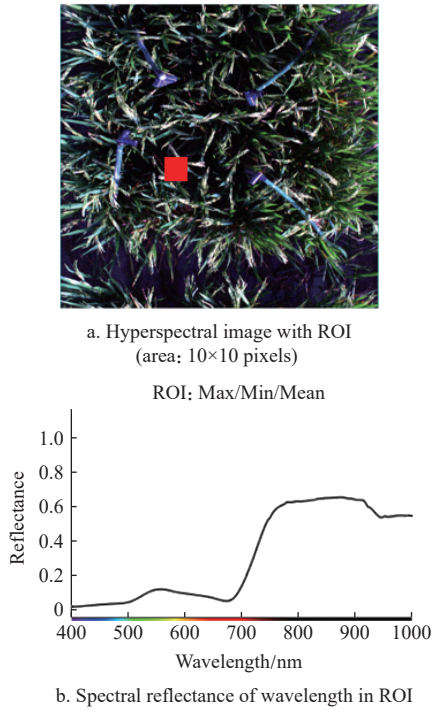 a. Hyperspectral image with ROI
(area: 10×10 pixels)
ROI: Max/Min/Mean
1.0
0.8
0.6
0.4
0.2
0
Reflectance
400 500 600 700 800 900 1000
Wavelength/nm
b. Spectral reflectance of wavelength in ROI